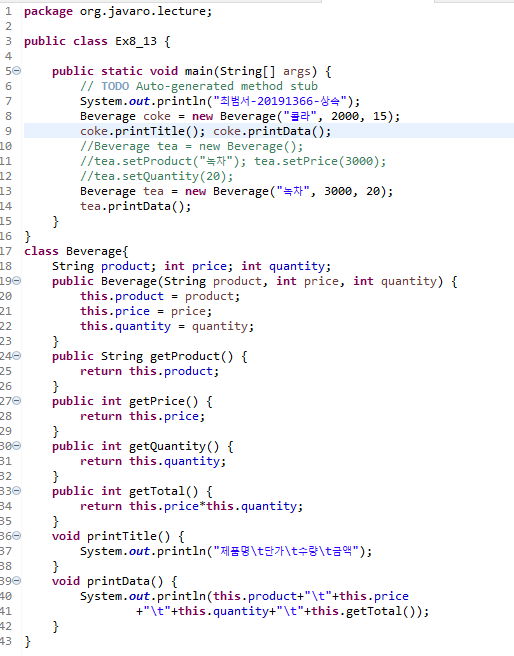 1 package org.javaro.lecture;
2
3 public class Ex8_13 {
4
5 public static void main(String[] args) {
6 // TODO Auto-generated method stub
7 System.out.println("최범서-20191366-상속");
8 Beverage coke = new Beverage("콜라", 2000, 15);
9 coke.printTitle(); coke.printData();
10 //Beverage tea = new Beverage();
11 //tea.setProduct("녹차"); tea.setPrice(3000);
12 //tea.setQuantity(20);
13 Beverage tea = new Beverage("녹차", 3000, 20);
14 tea.printData();
15 }
16 }
17 class Beverage{
18 String product; int price; int quantity;
19 public Beverage(String product, int price, int quantity) {
20 this.product = product;
21 this.price = price;
22 this.quantity = quantity;
23 }
24 public String getProduct() {
25 return this.product;
26 }
27 public int getPrice() {
28 return this.price;
29 }
30 public int getQuantity() {
31 return this.quantity;
32 }
33 public int getTotal() {
34 return this.price*this.quantity;
35 }
36 void printTitle() {
37 System.out.println("제품명\t단가\t수량\t금액");
38 }
39 void printData() {
40 System.out.println(this.product+"\t"+this.price
41 +"\t"+this.quantity+"\t"+this.getTotal());
42 }
43 }